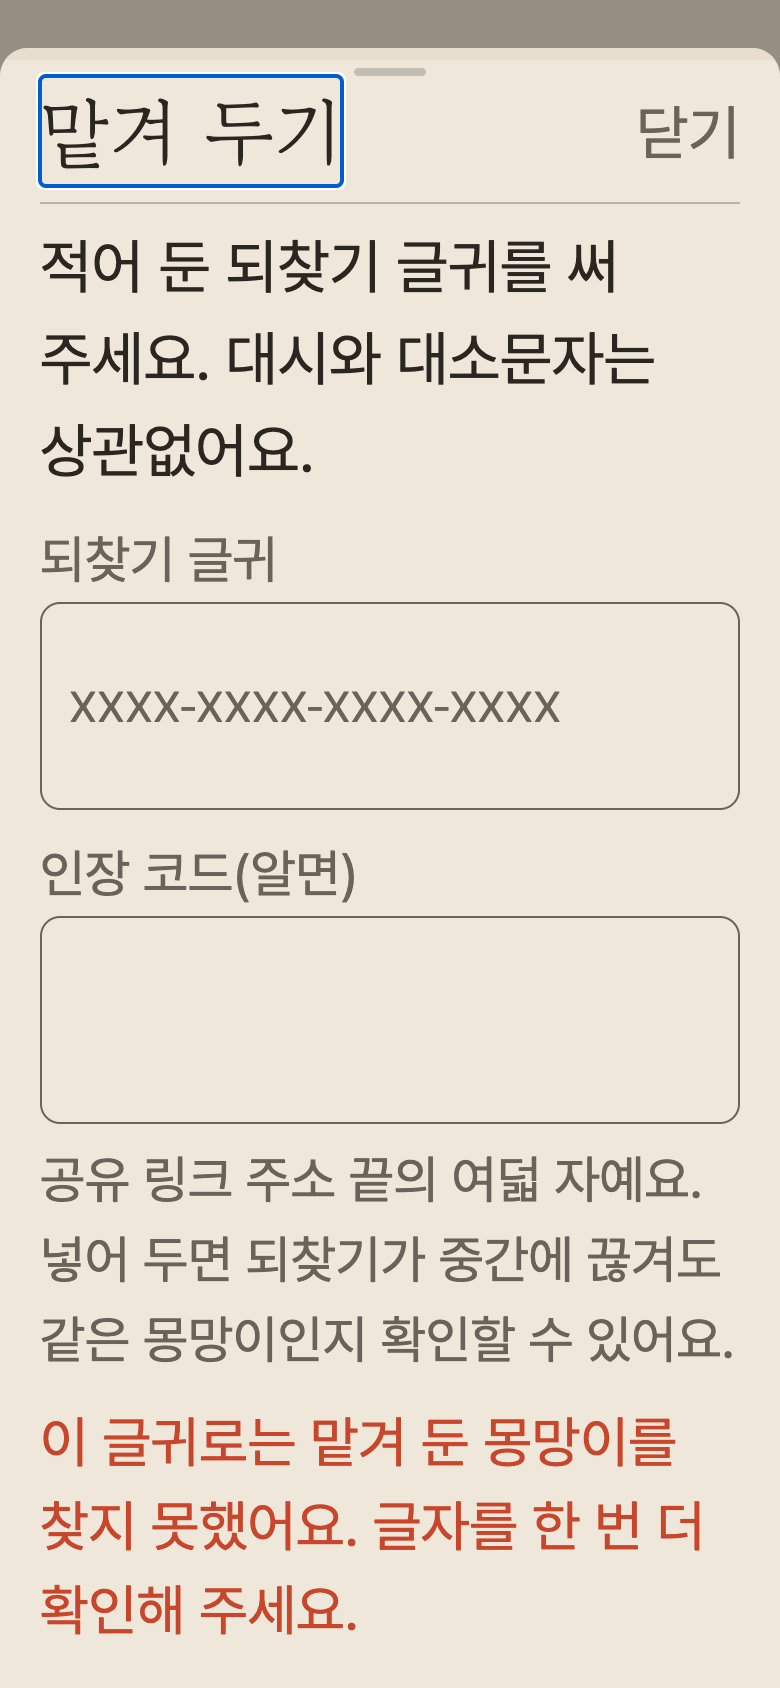 맡겨 두기
닫기
적어 둔 되찾기 글귀를 써
주세요. 대시와 대소문자는
상관없어요.
되찾기 글귀
xxxx-xxxx-xxxx-xxxx
인장 코드(알면)
공유 링크 주소 끝의 여덟 자예요.
넣어 두면 되찾기가 중간에 끊겨도
같은 몽망이인지 확인할 수 있어요.
이 글귀로는 맡겨 둔 몽망이를
찾지 못했어요. 글자를 한 번 더
확인해 주세요.